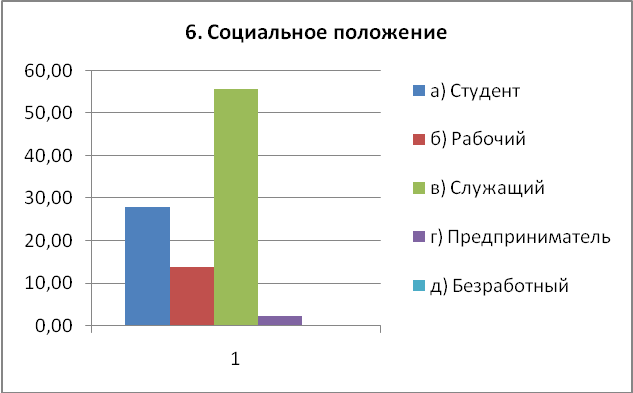 6. Социальное положение
60,00
50,00
40,00
30,00
20,00
10,00
0,00
1
а) Студент
б) Рабочий
в) Служащий
г) Предприниматель
д) Безработный